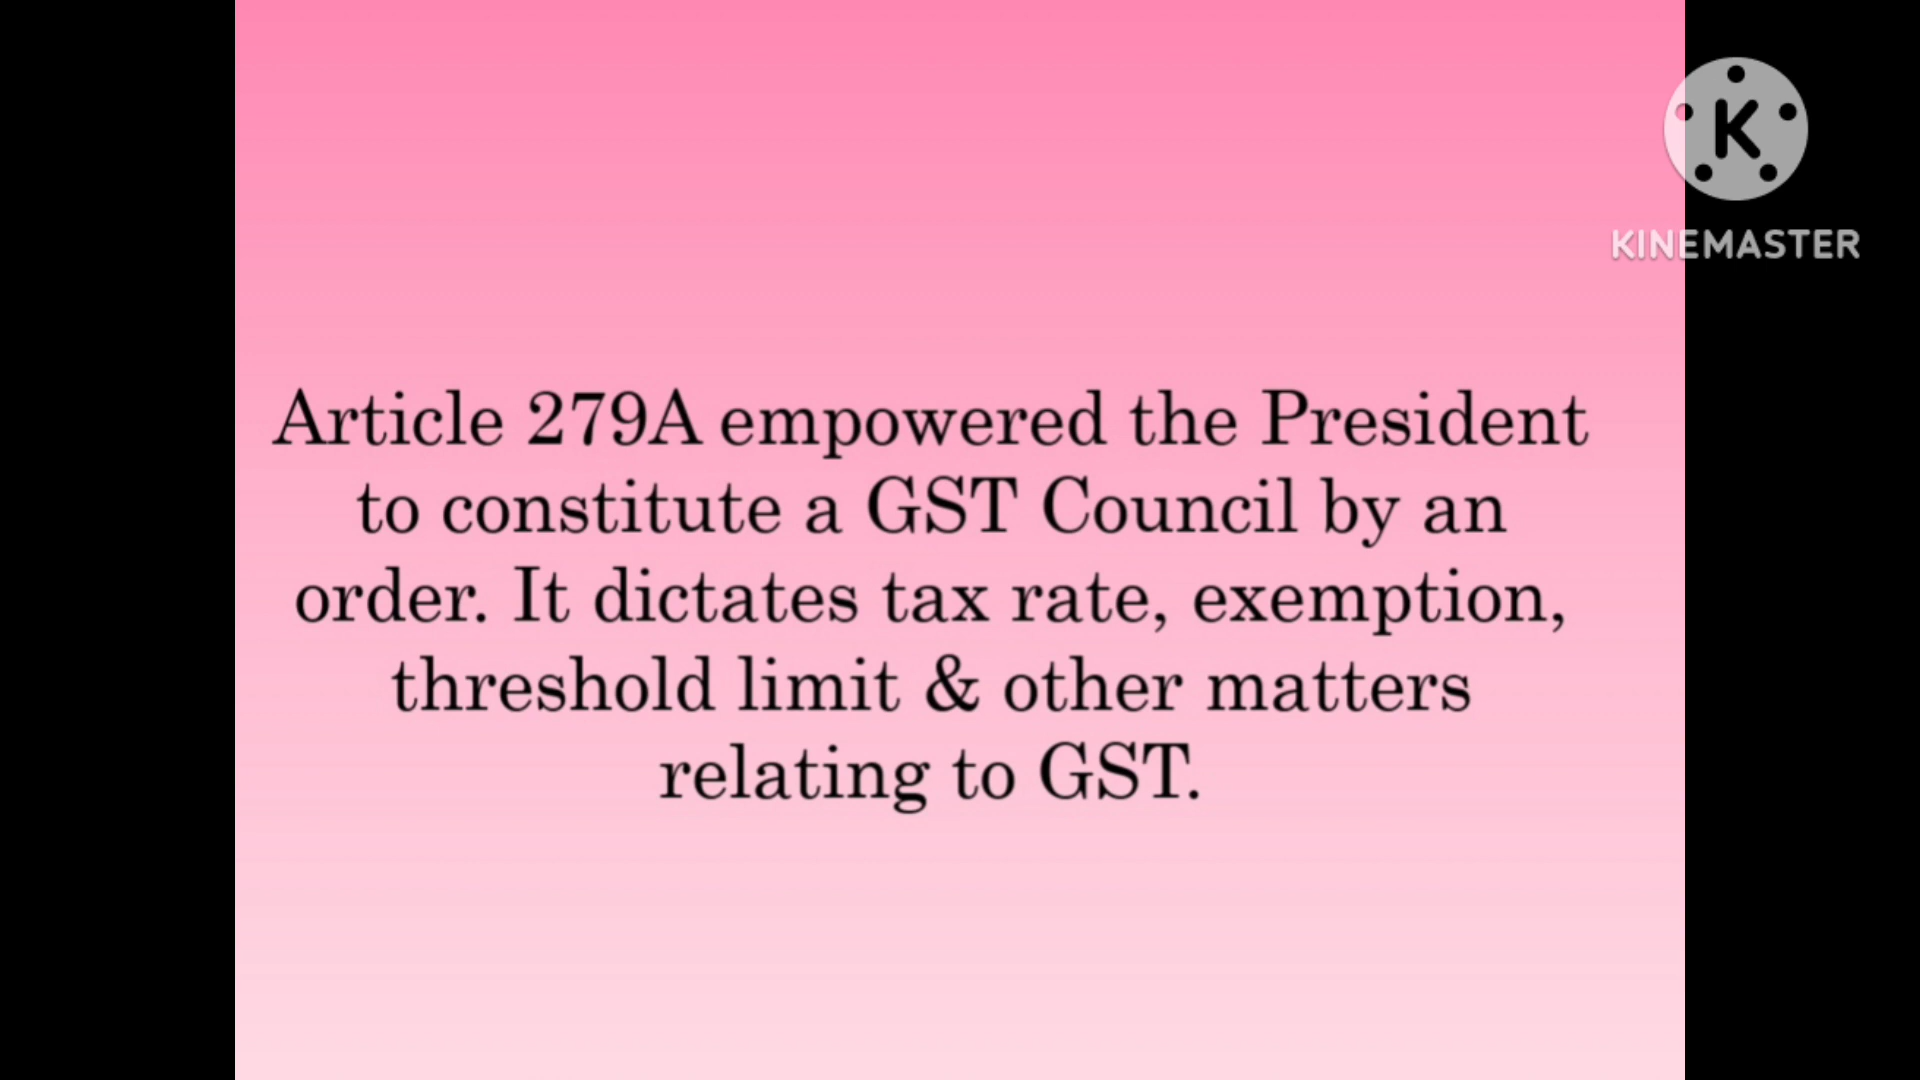 K
KINEMASTER
Article 279A empowered the President
to constitute a GST Council by an
order. It dictates tax rate, exemption,
threshold limit & other matters
relating to GST.